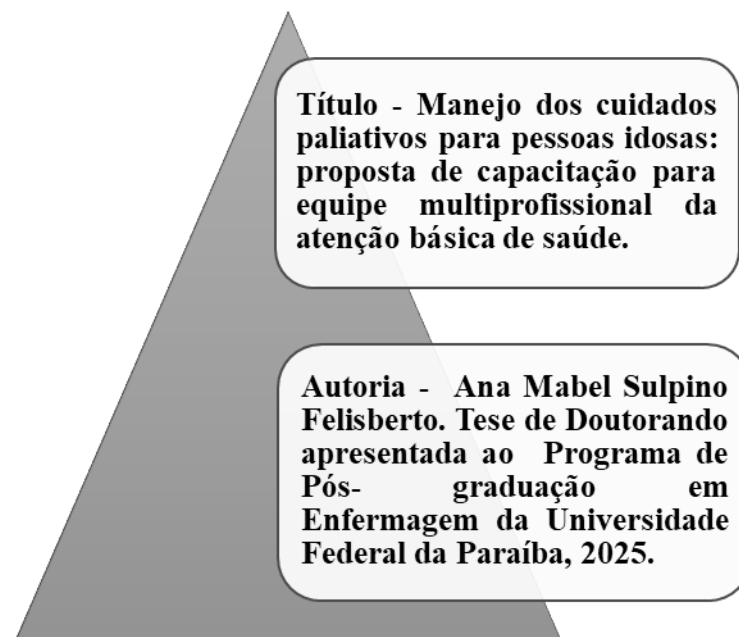 Título - Manejo dos cuidados
paliativos para pessoas idosas:
proposta de capacitação para
equipe multiprofissional da
atenção básica de saúde.
Autoria - Ana Mabel Sulpino
Felisberto. Tese de Doutorando
apresentada ao Programa de
Pós- graduação em
Enfermagem da Universidade
Federal da Paraíba, 2025.